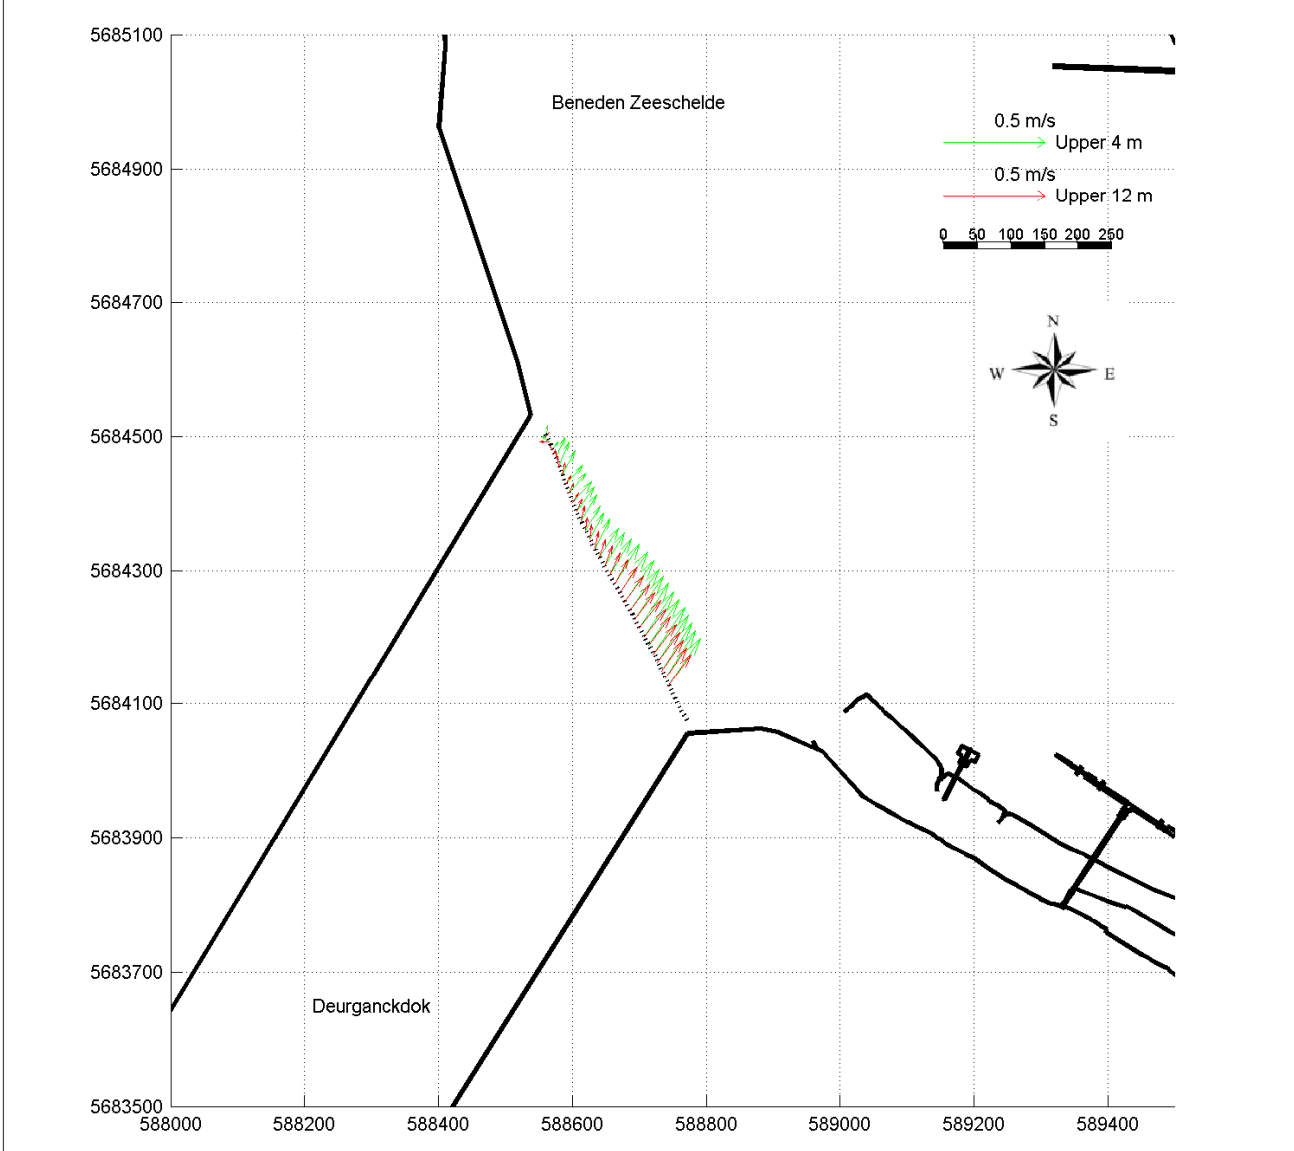 5685100
Beneden Zeeschelde
0.5 m/s
Upper 4 m
5684900
0.5 m/s
Upper 12 m
0 50 100 150 200 250
5684700
N
W E
S
5684500
5684300
5684100
5683900
5683700
Deurganckdok
5683500
588000 588200 588400 588600 588800 589000 589200 589400